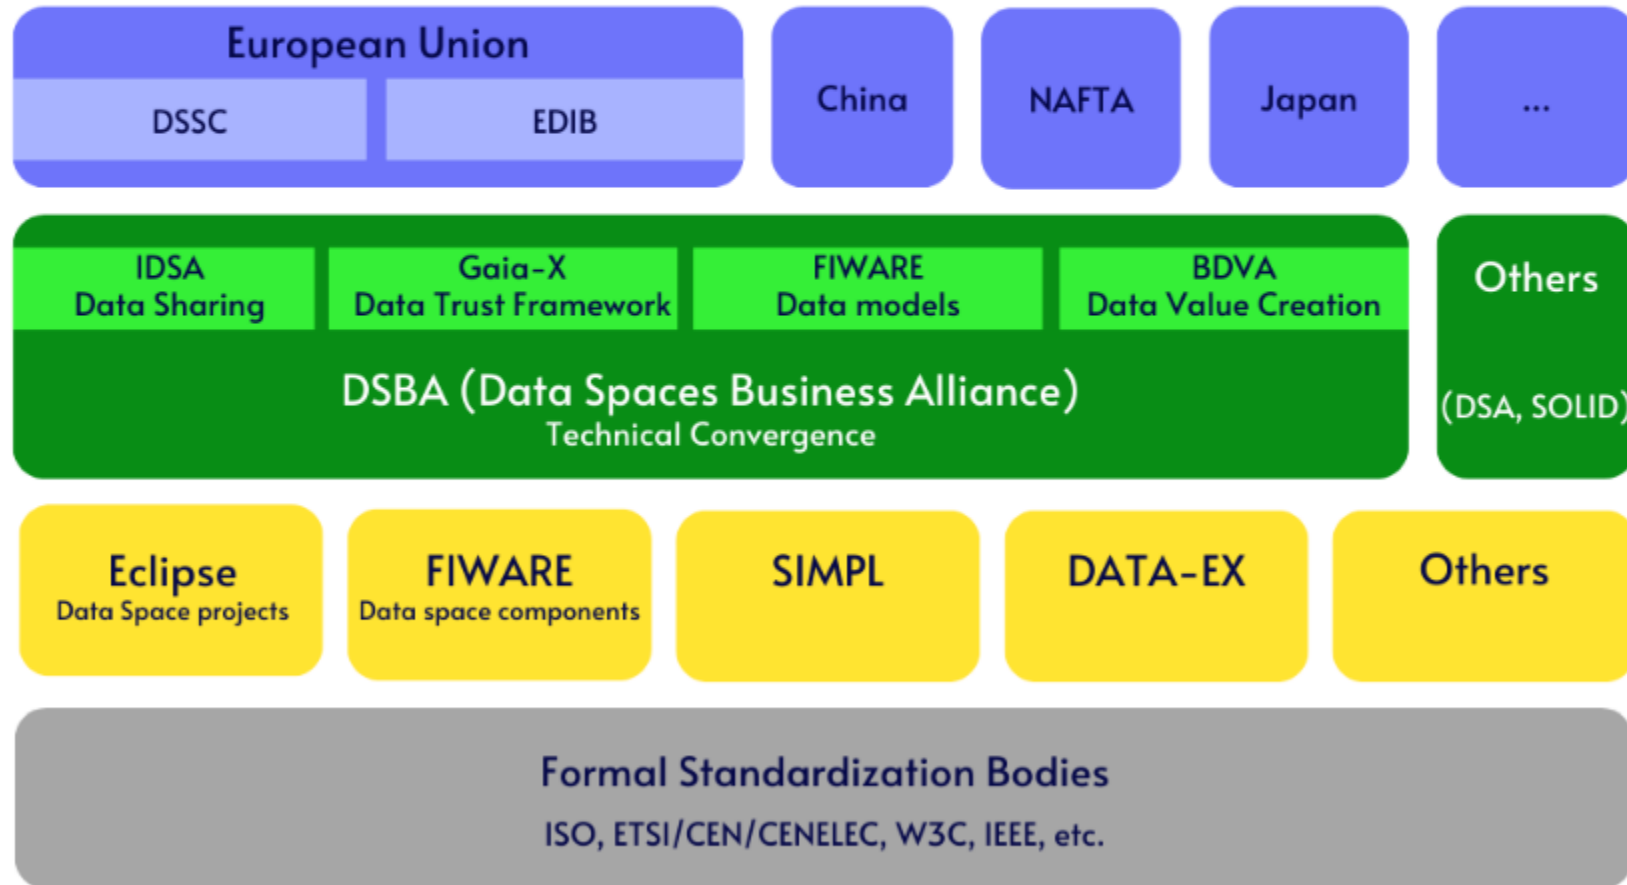 European Union
DSSC
EDIB
China
NAFTA
Japan
...
IDSA
Data Sharing
Gaia-X
Data Trust Framework
FIWARE
Data models
BDVA
Data Value Creation
DSBA (Data Spaces Business Alliance)
Technical Convergence
Others
(DSA, SOLID)
Eclipse
Data Space projects
FIWARE
Data space components
SIMPL
DATA-EX
Others
Formal Standardization Bodies
ISO, ETSI/CEN/CENELEC, W3C, IEEE, etc.